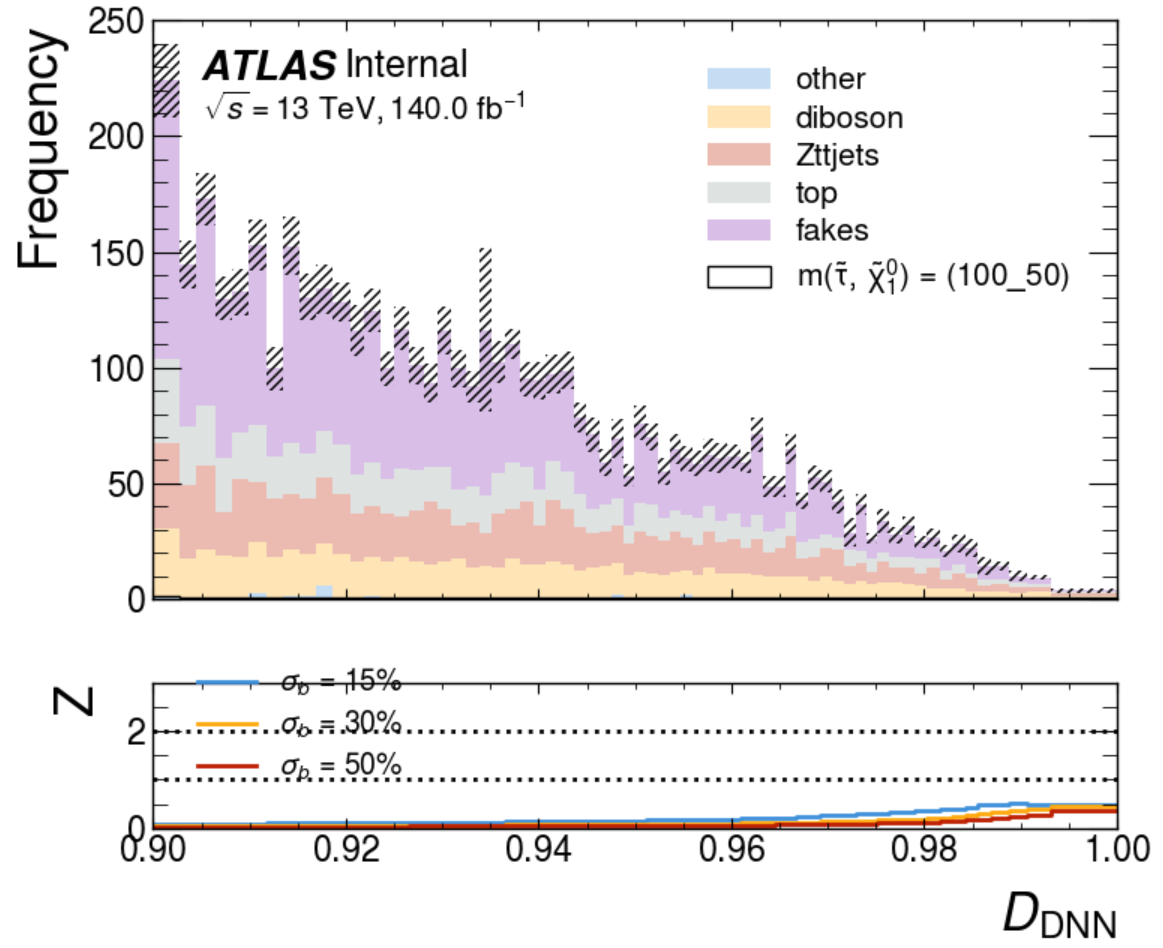 Frequency
250
200
150
100
50
0
ATLAS Internal
√s = 13 TeV, 140.0 fb⁻¹
other
diboson
Zttjets
top
fakes
m(τ̃, χ̃₁⁰) = (100_50)
Z
2
0
σ_b = 15%
σ_b = 30%
σ_b = 50%
0.90 0.92 0.94 0.96 0.98 1.00
D_DNN